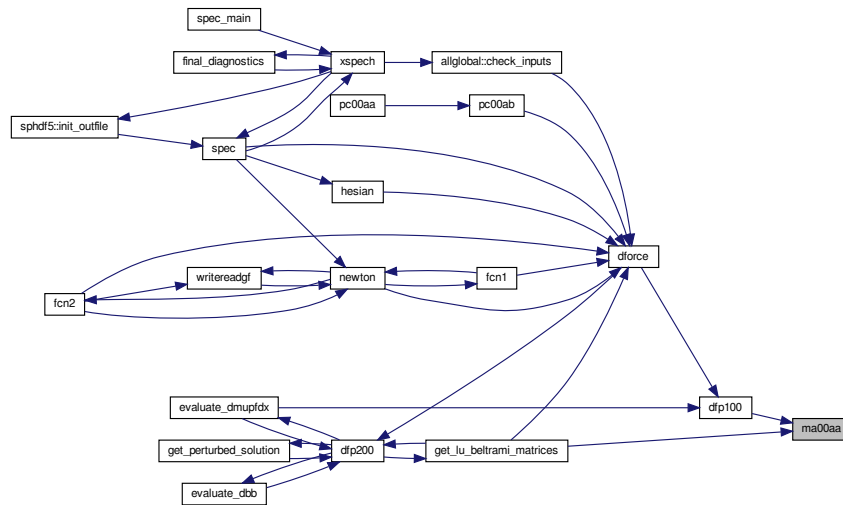 spec_main
final_diagnostics
xspech
allglobal::check_inputs
pc00aa
pc00ab
sphdf5::init_outfile
spec
hesian
dforce
writereadgf
newton
fcn1
fcn2
evaluate_dmupfdx
dfp100
ma00aa
get_perturbed_solution
dfp200
get_lu_beltrami_matrices
evaluate_dbb